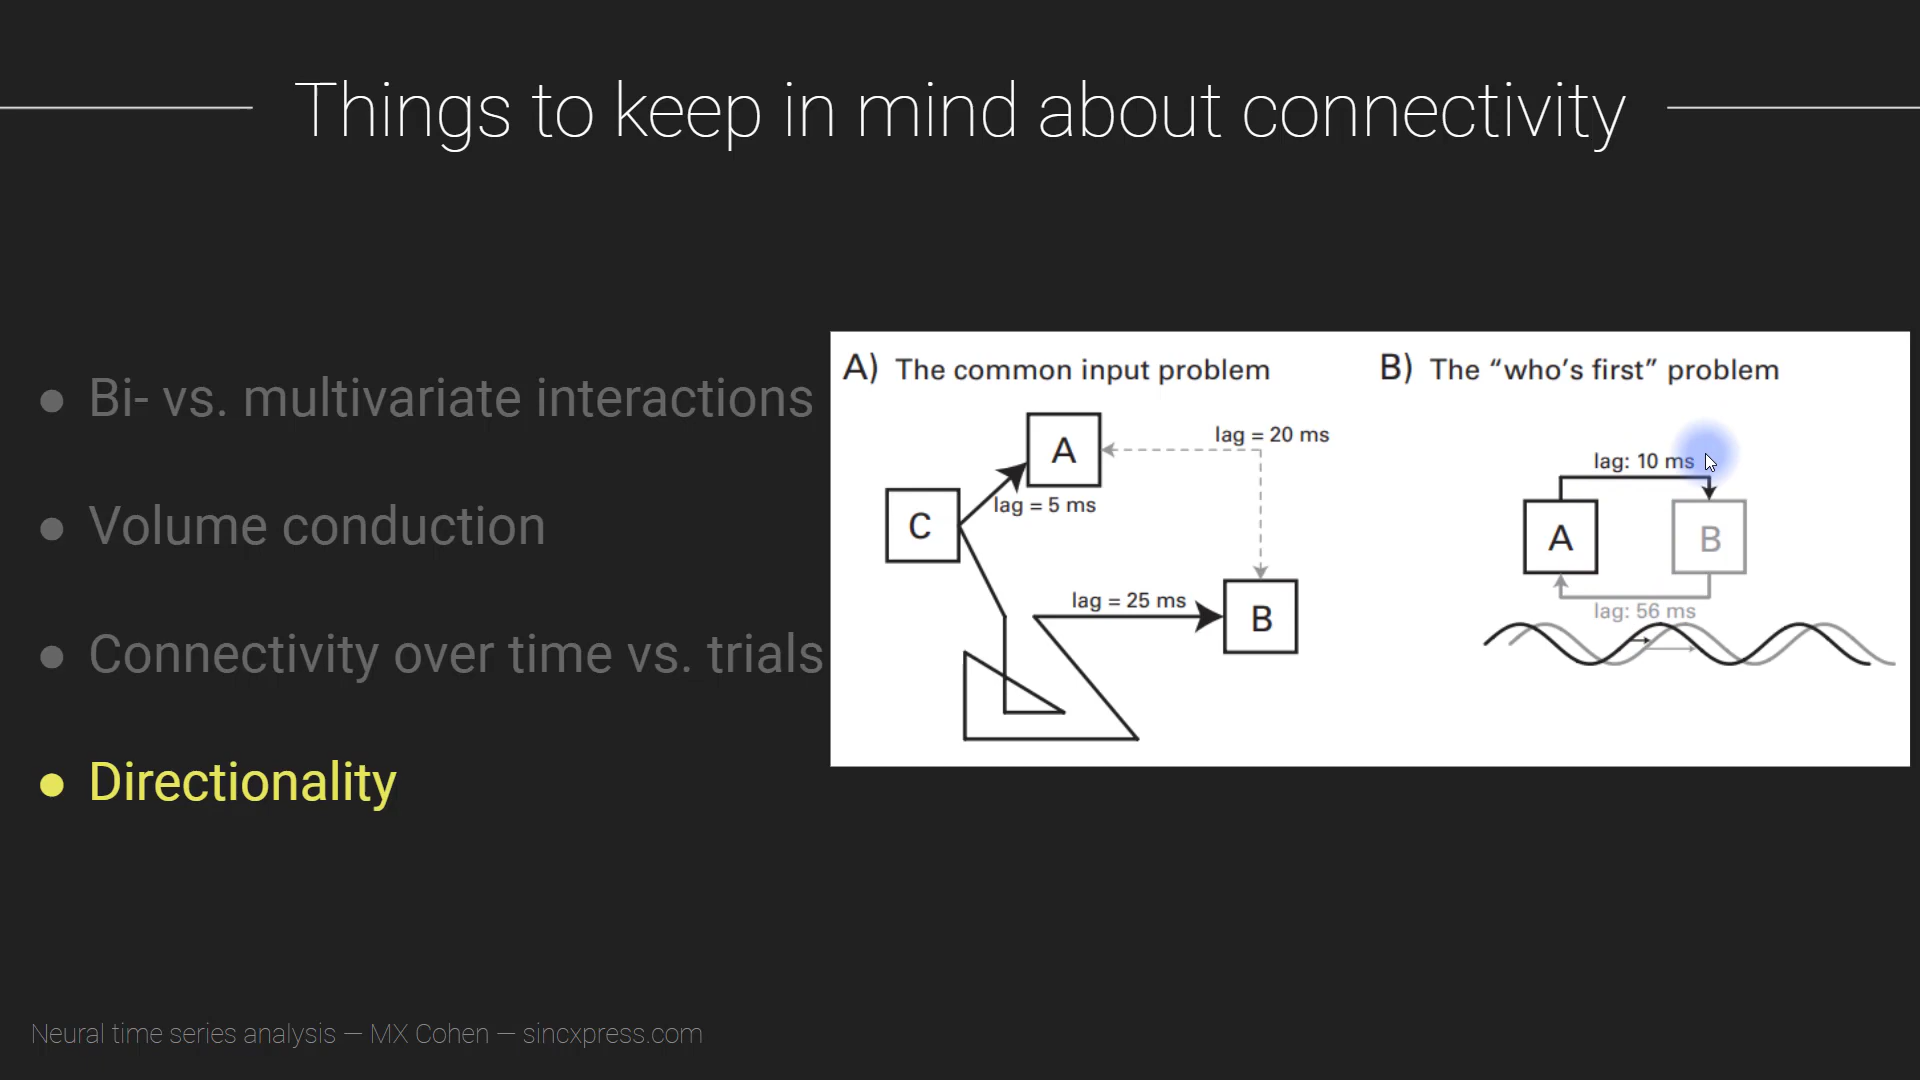 Things to keep in mind about connectivity
Bi- vs. multivariate interactions
Volume conduction
Connectivity over time vs. trials
Directionality
A) The common input problem
A
lag = 20 ms
C
lag = 5 ms
lag = 25 ms
B
B) The “who’s first” problem
lag: 10 ms
A
B
lag: 56 ms
Neural time series analysis — MX Cohen — sincxpress.com